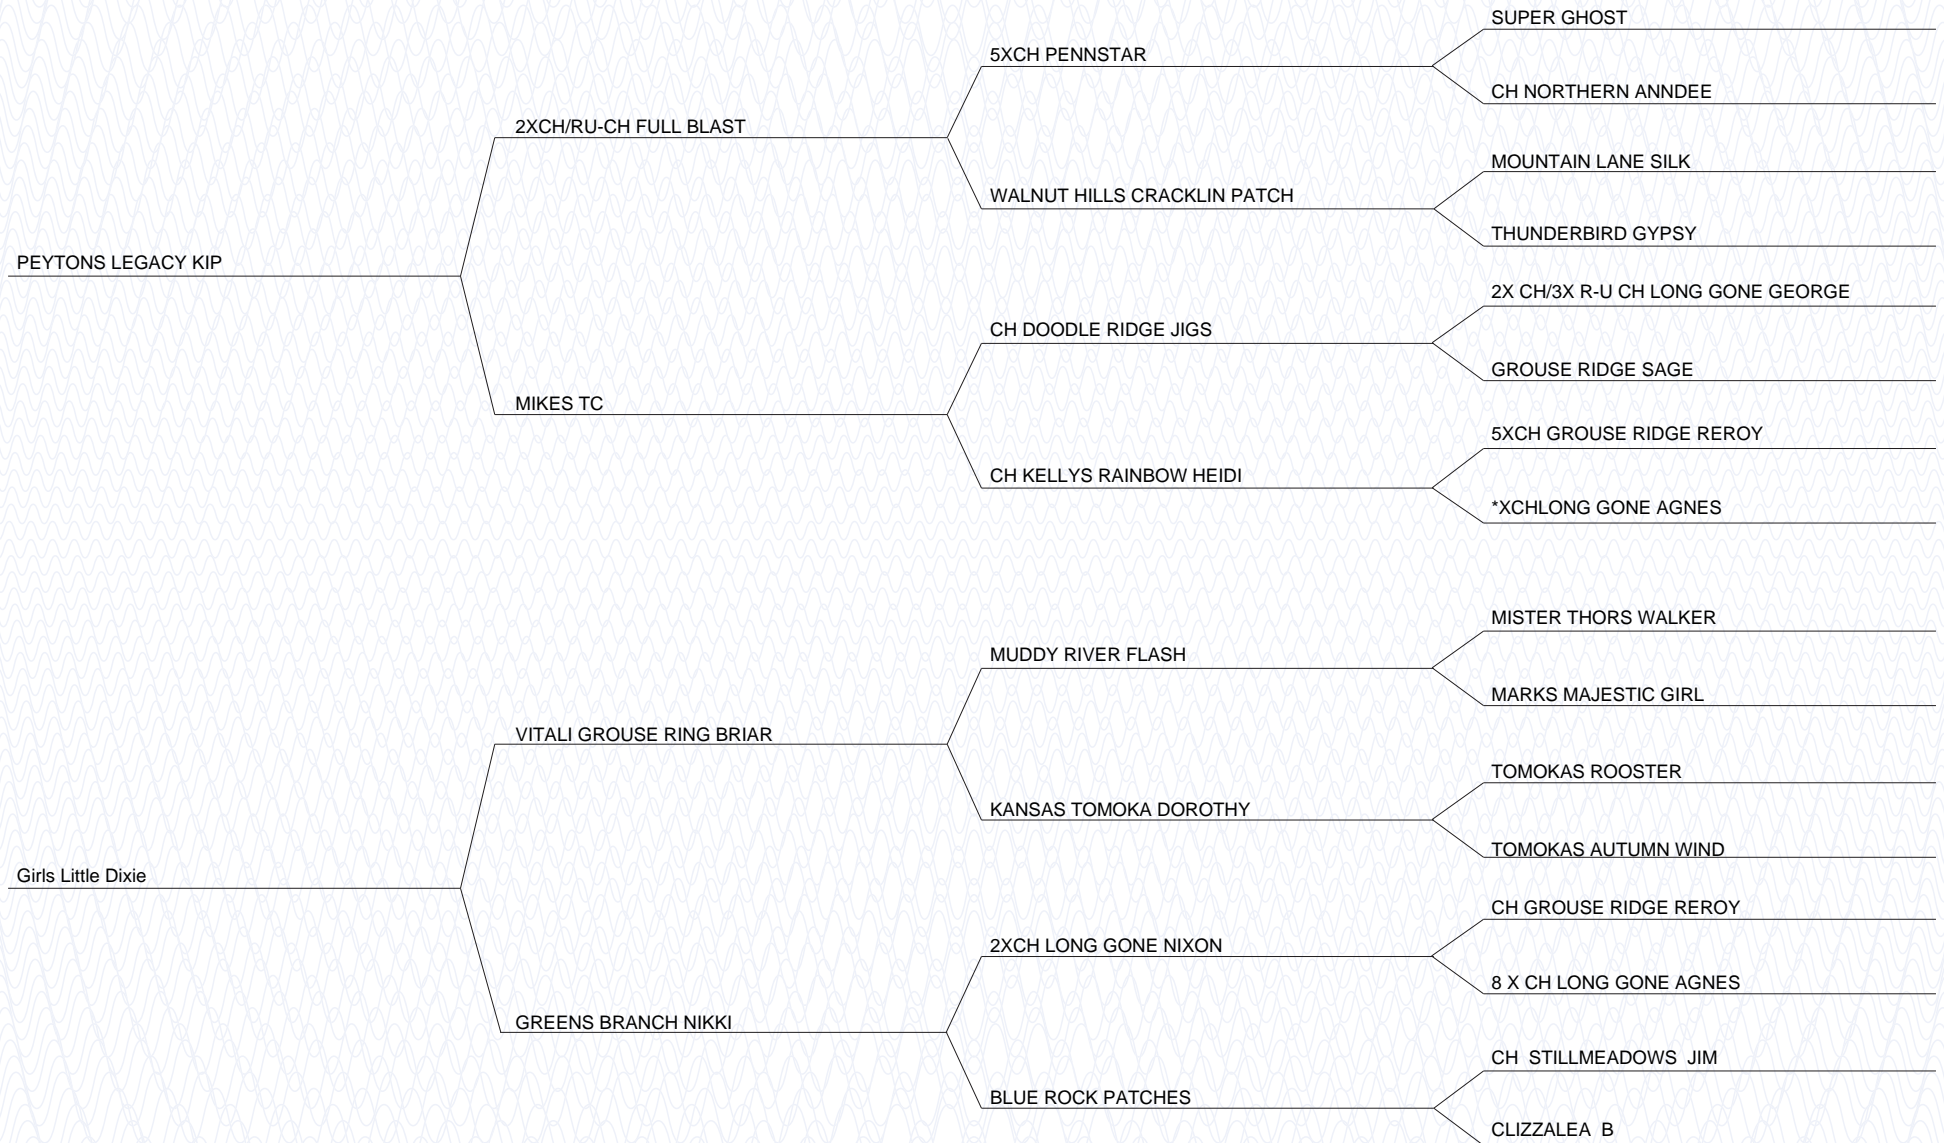 SUPER GHOST
5XCH PENNSTAR
CH NORTHERN ANNDEE
2XCH/RU-CH FULL BLAST
MOUNTAIN LANE SILK
WALNUT HILLS CRACKLIN PATCH
THUNDERBIRD GYPSY
PEYTONS LEGACY KIP
2X CH/3X R-U CH LONG GONE GEORGE
CH DOODLE RIDGE JIGS
GROUSE RIDGE SAGE
MIKES TC
5XCH GROUSE RIDGE REROY
CH KELLYS RAINBOW HEIDI
*XCHLONG GONE AGNES
MISTER THORS WALKER
MUDDY RIVER FLASH
MARKS MAJESTIC GIRL
VITALI GROUSE RING BRIAR
TOMOKAS ROOSTER
KANSAS TOMOKA DOROTHY
TOMOKAS AUTUMN WIND
Girls Little Dixie
CH GROUSE RIDGE REROY
2XCH LONG GONE NIXON
8 X CH LONG GONE AGNES
GREENS BRANCH NIKKI
CH  STILLMEADOWS  JIM
BLUE ROCK PATCHES
CLIZZALEA  B